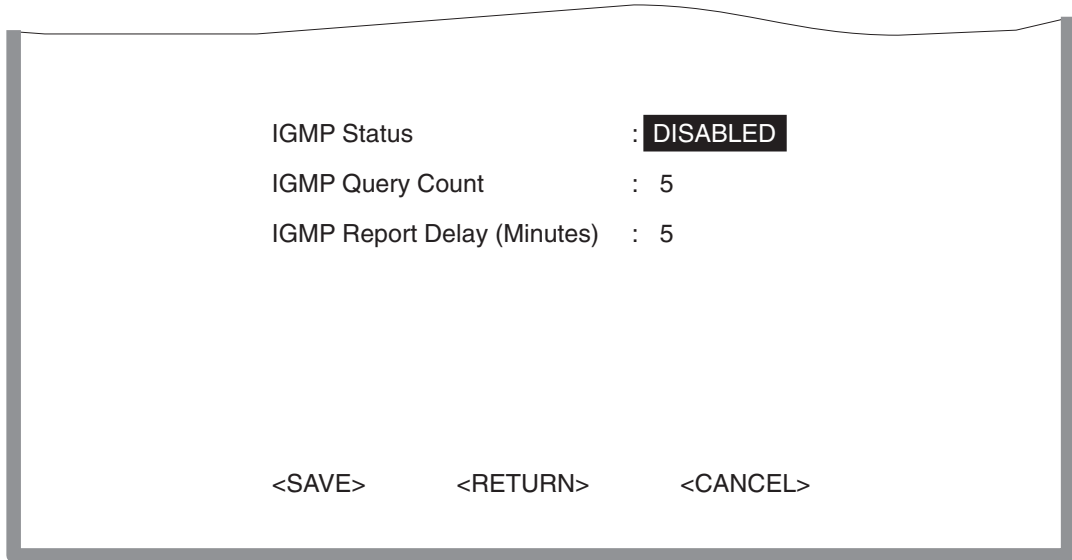 IGMP Status : DISABLED
IGMP Query Count : 5
IGMP Report Delay (Minutes) : 5
<SAVE> <RETURN> <CANCEL>